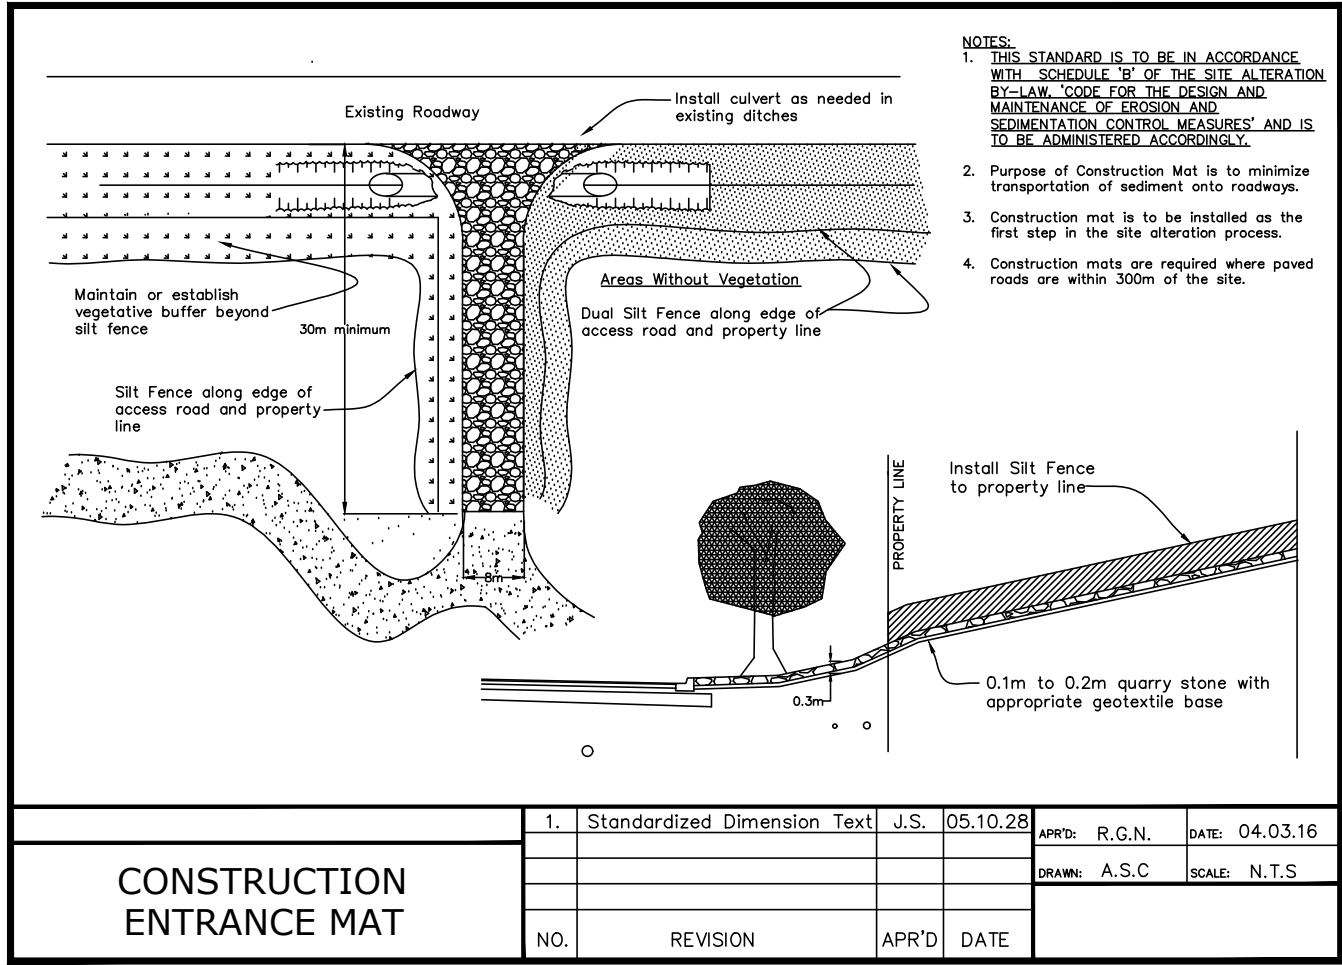 NOTES:
1. THIS STANDARD IS TO BE IN ACCORDANCE
WITH SCHEDULE 'B' OF THE SITE ALTERATION
BY-LAW, 'CODE FOR THE DESIGN AND
MAINTENANCE OF EROSION AND
SEDIMENTATION CONTROL MEASURES' AND IS
TO BE ADMINISTERED ACCORDINGLY.
2. Purpose of Construction Mat is to minimize
transportation of sediment onto roadways.
3. Construction mat is to be installed as the
first step in the site alteration process.
4. Construction mats are required where paved
roads are within 300m of the site.
Existing Roadway
Install culvert as needed in
existing ditches
Areas Without Vegetation
Dual Silt Fence along edge of
access road and property line
Maintain or establish
vegetative buffer beyond
silt fence
30m minimum
Silt Fence along edge of
access road and property
line
8m
PROPERTY LINE
Install Silt Fence
to property line
0.3m
0.1m to 0.2m quarry stone with
appropriate geotextile base
CONSTRUCTION
ENTRANCE MAT
1. Standardized Dimension Text J.S. 05.10.28
NO. REVISION APR'D DATE
APR'D: R.G.N. DATE: 04.03.16
DRAWN: A.S.C SCALE: N.T.S